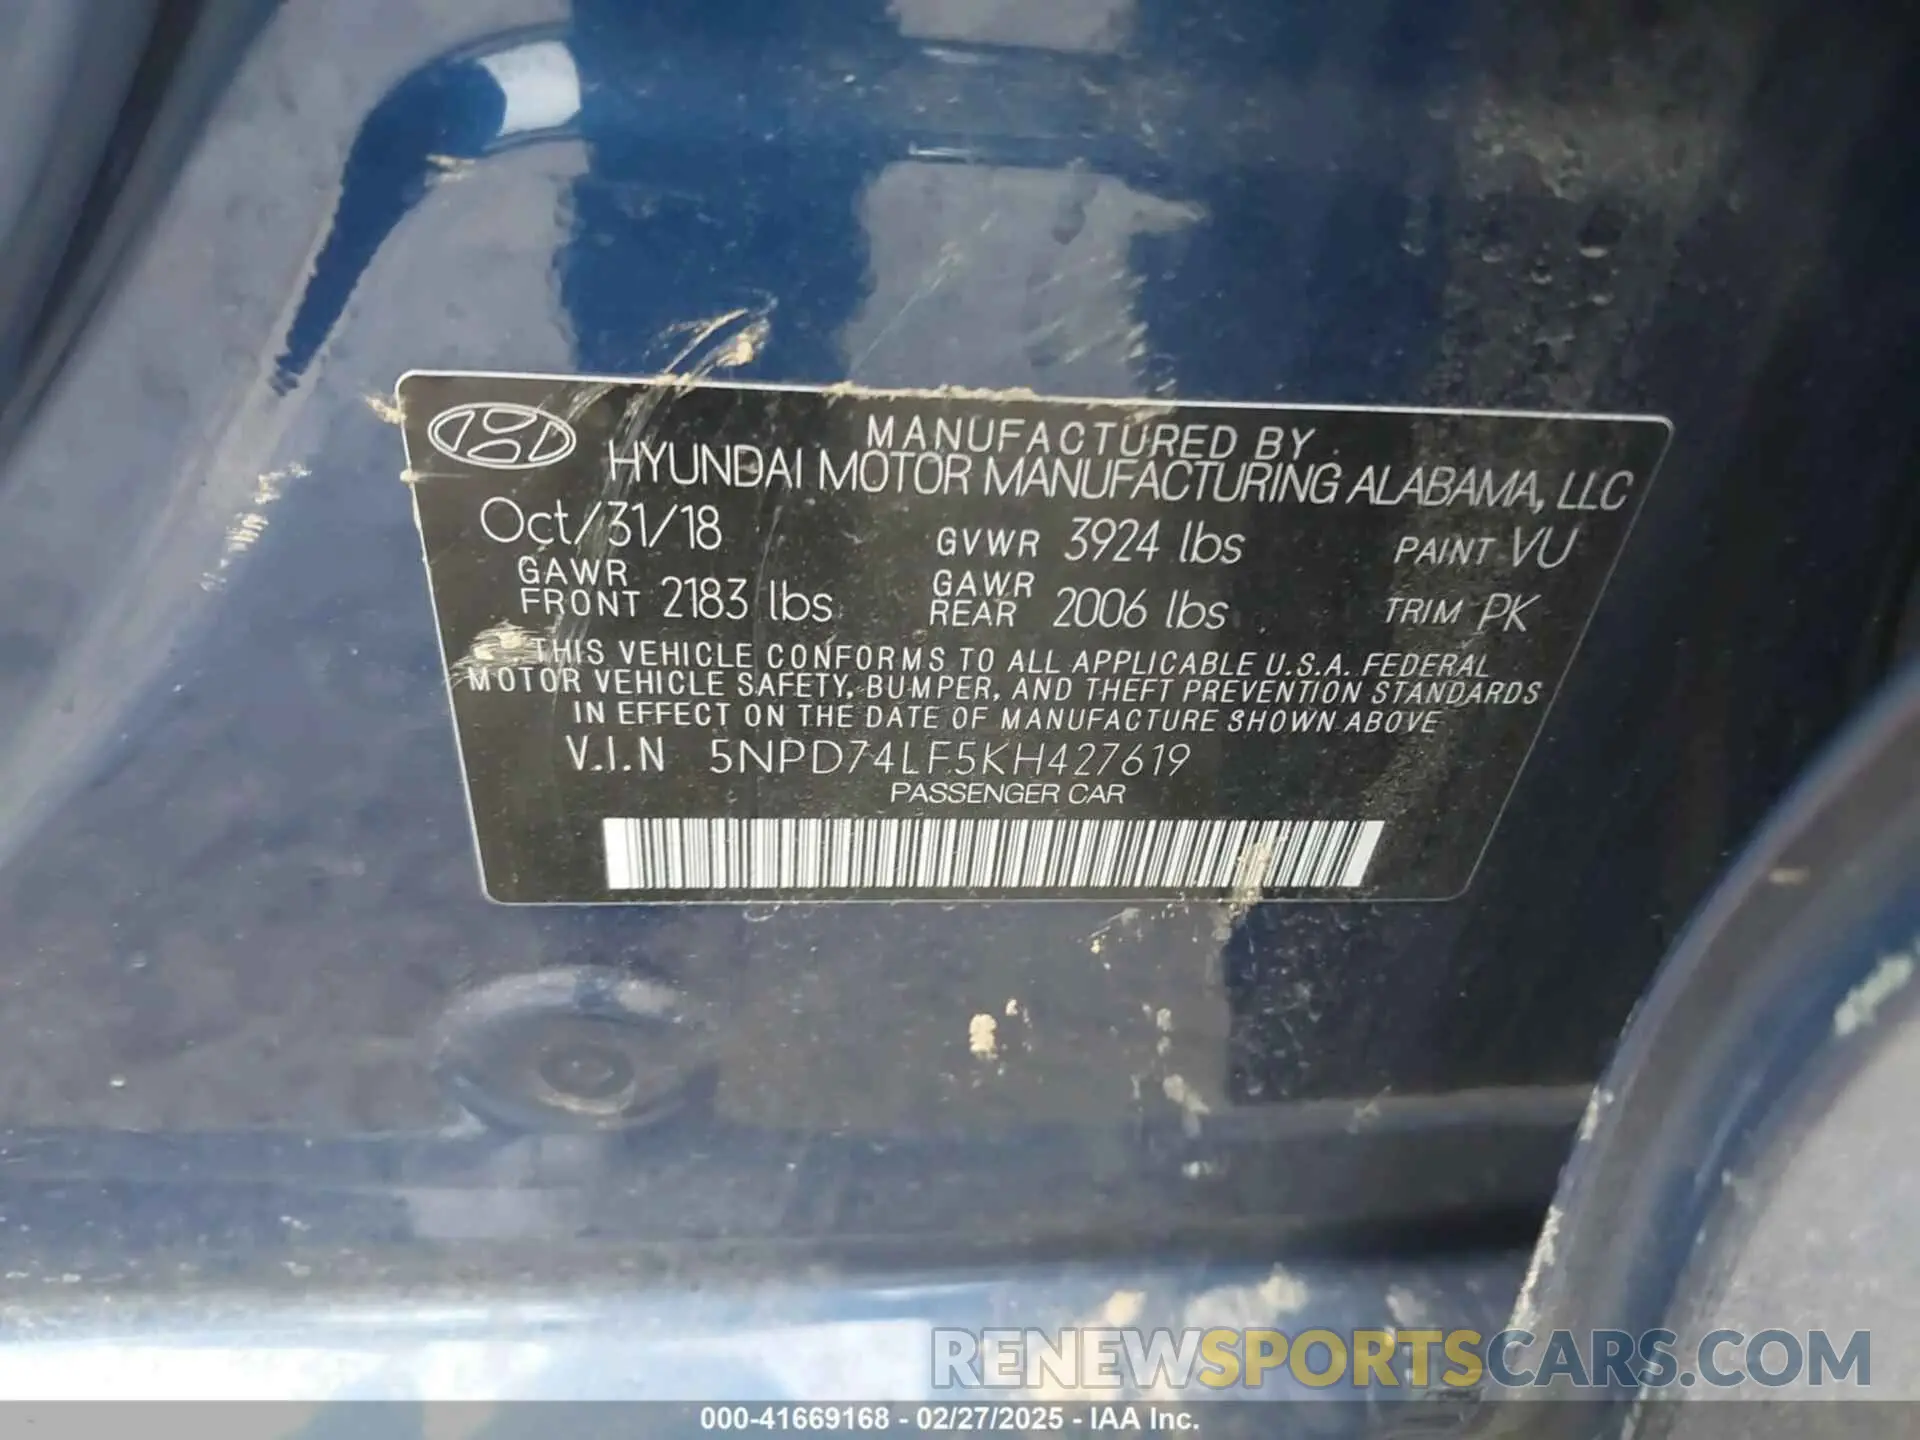 MANUFACTURED BY
HYUNDAI MOTOR MANUFACTURING ALABAMA, LLC
Oct/31/18 GVWR 3924 lbs PAINT VU
GAWR FRONT 2183 lbs GAWR REAR 2006 lbs TRIM PK
THIS VEHICLE CONFORMS TO ALL APPLICABLE U.S.A. FEDERAL
MOTOR VEHICLE SAFETY, BUMPER, AND THEFT PREVENTION STANDARDS
IN EFFECT ON THE DATE OF MANUFACTURE SHOWN ABOVE
V.I.N 5NPD74LF5KH427619
PASSENGER CAR
RENEWSPORTSCARS.COM
000-41669168 - 02/27/2025 - IAA Inc.